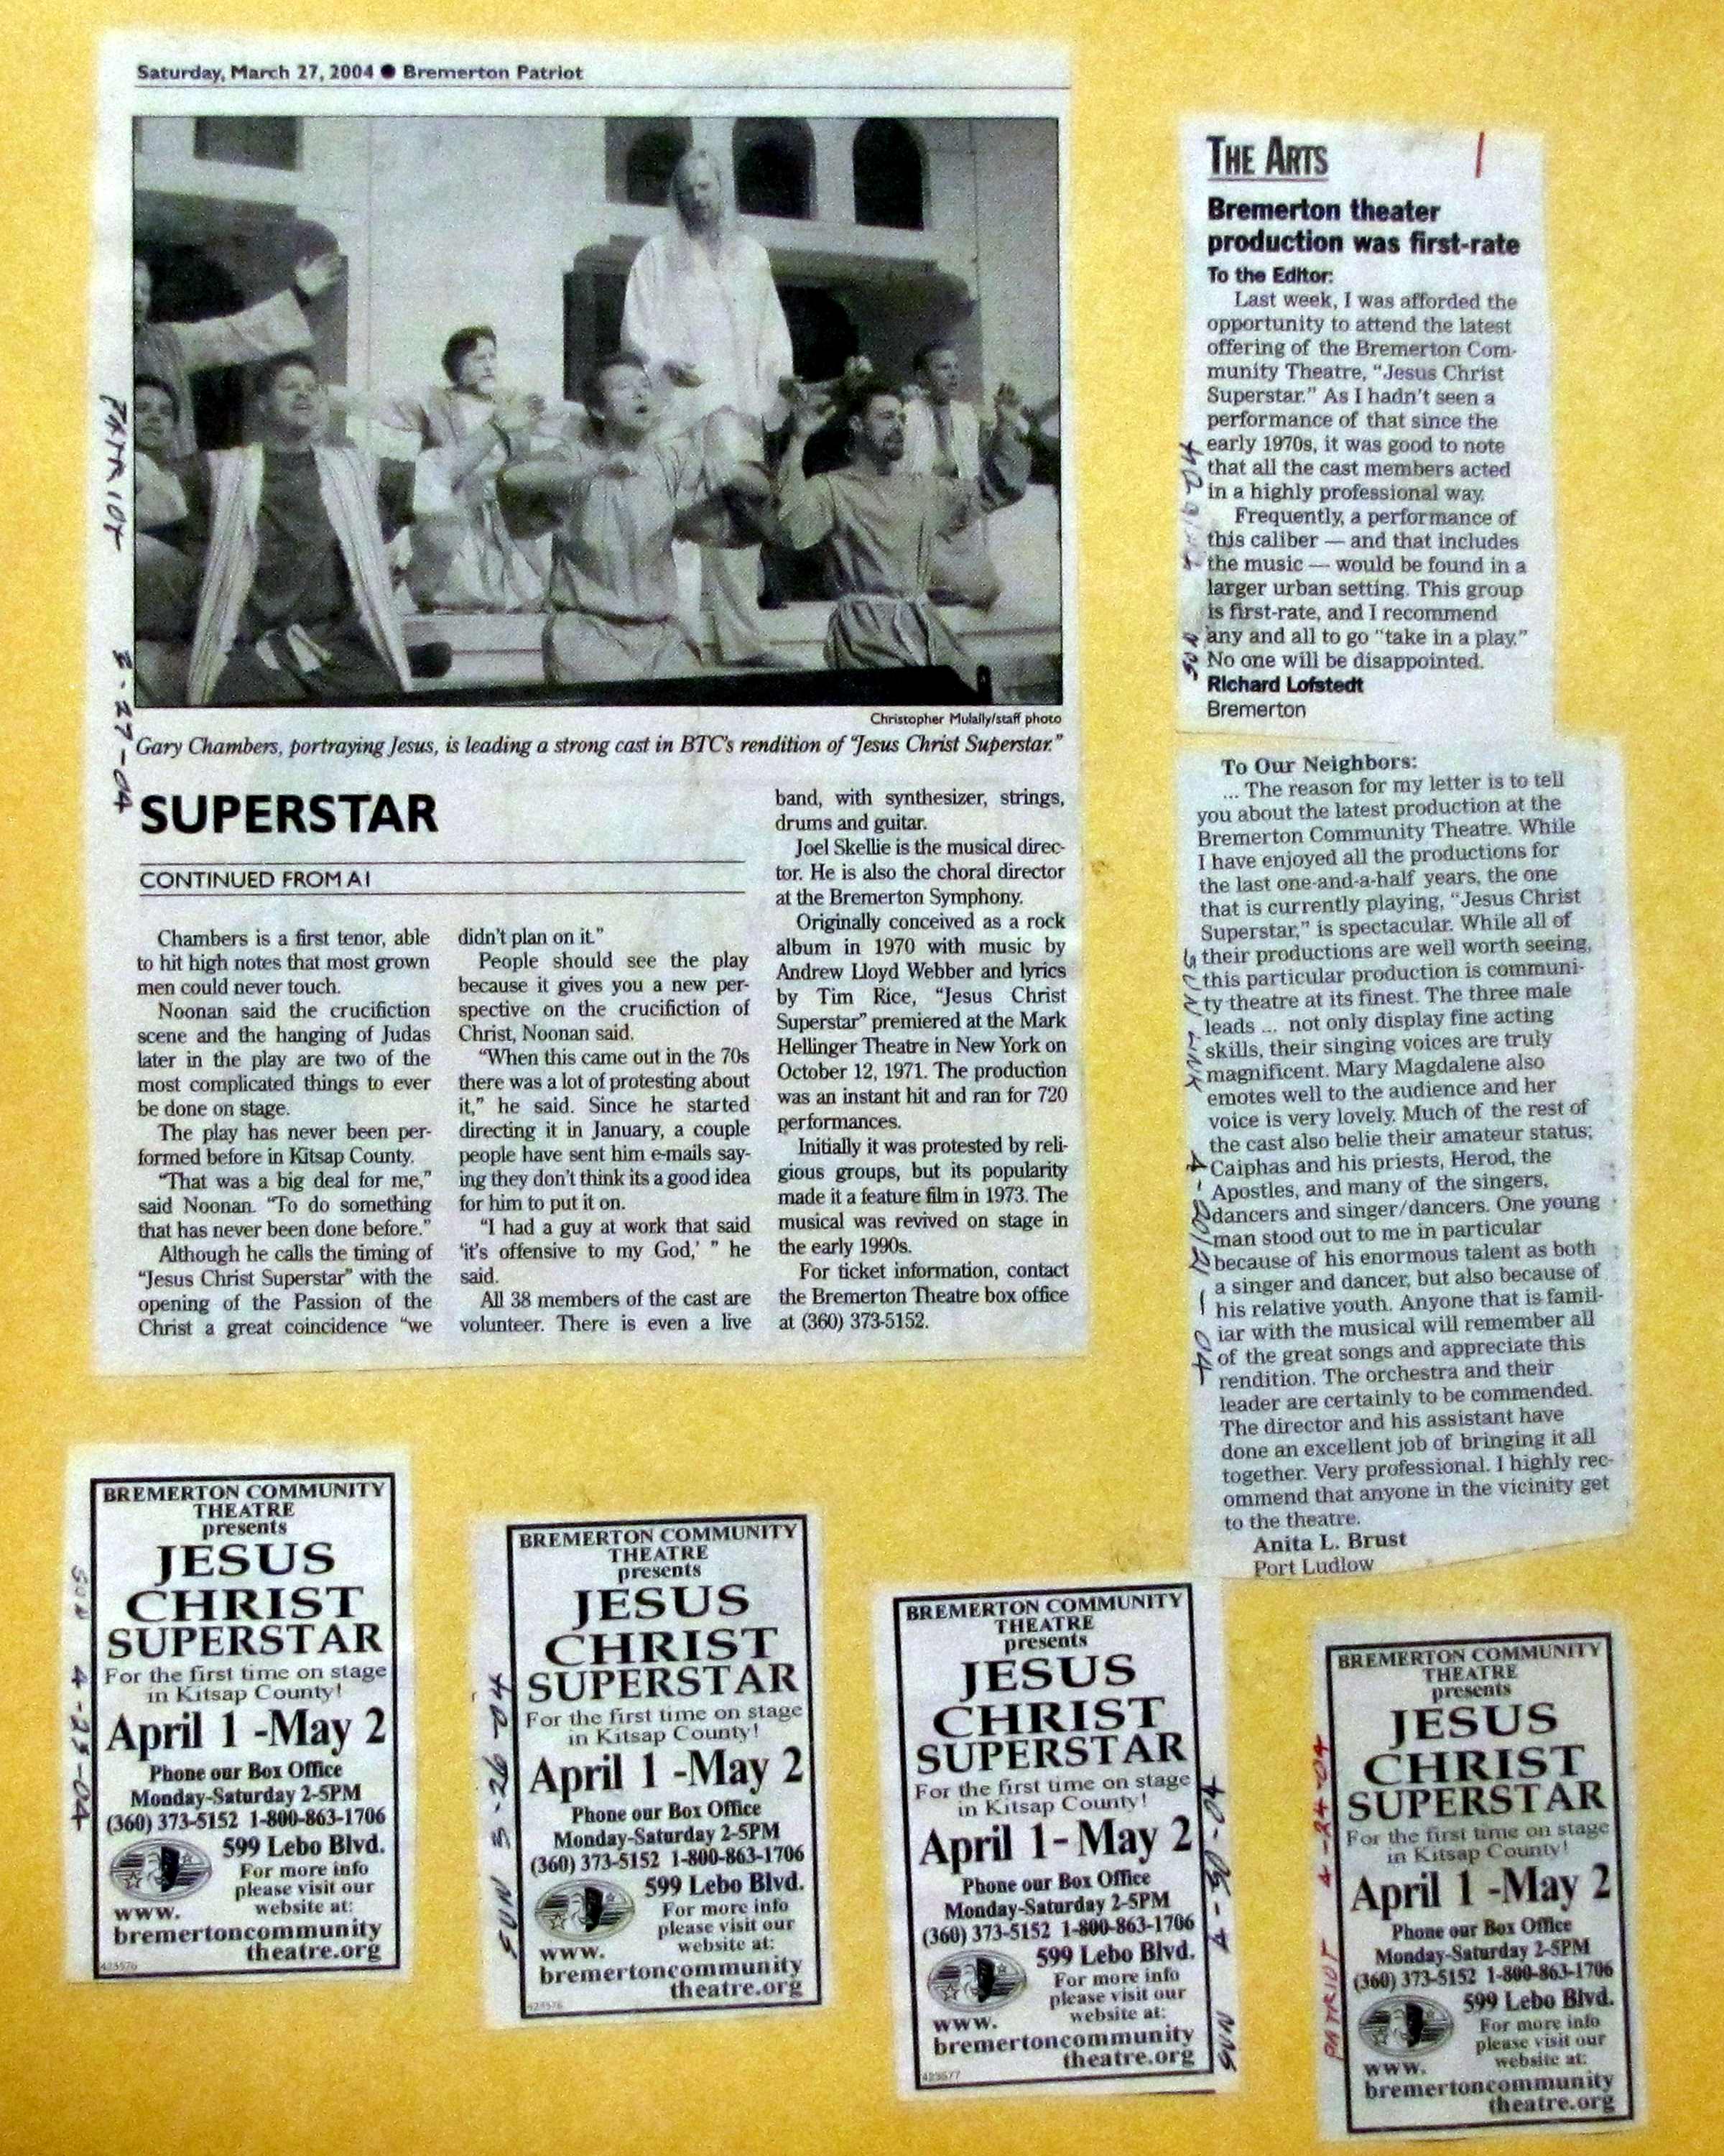 Saturday, March 27, 2004 ● Bremerton Patriot
PATRIOT 3-27-04
Christopher Mulally/staff photo
Gary Chambers, portraying Jesus, is leading a strong cast in BTC's rendition of "Jesus Christ Superstar."
SUPERSTAR
CONTINUED FROM A1
Chambers is a first tenor, able
to hit high notes that most grown
men could never touch.
Noonan said the crucifiction
scene and the hanging of Judas
later in the play are two of the
most complicated things to ever
be done on stage.
The play has never been per-
formed before in Kitsap County.
"That was a big deal for me,"
said Noonan. "To do something
that has never been done before."
Although he calls the timing of
"Jesus Christ Superstar" with the
opening of the Passion of the
Christ a great coincidence "we
didn't plan on it."
People should see the play
because it gives you a new per-
spective on the crucifiction of
Christ, Noonan said.
"When this came out in the 70s
there was a lot of protesting about
it," he said. Since he started
directing it in January, a couple
people have sent him e-mails say-
ing they don't think its a good idea
for him to put it on.
"I had a guy at work that said
'it's offensive to my God,' " he
said.
All 38 members of the cast are
volunteer. There is even a live
band, with synthesizer, strings,
drums and guitar.
Joel Skellie is the musical direc-
tor. He is also the choral director
at the Bremerton Symphony.
Originally conceived as a rock
album in 1970 with music by
Andrew Lloyd Webber and lyrics
by Tim Rice, "Jesus Christ
Superstar" premiered at the Mark
Hellinger Theatre in New York on
October 12, 1971. The production
was an instant hit and ran for 720
performances.
Initially it was protested by reli-
gious groups, but its popularity
made it a feature film in 1973. The
musical was revived on stage in
the early 1990s.
For ticket information, contact
the Bremerton Theatre box office
at (360) 373-5152.
THE ARTS
Bremerton theater
production was first-rate
To the Editor:
Last week, I was afforded the
opportunity to attend the latest
offering of the Bremerton Com-
munity Theatre, "Jesus Christ
Superstar." As I hadn't seen a
performance of that since the
early 1970s, it was good to note
that all the cast members acted
in a highly professional way.
Frequently, a performance of
this caliber — and that includes
the music — would be found in a
larger urban setting. This group
is first-rate, and I recommend
any and all to go "take in a play."
No one will be disappointed.
Richard Lofstedt
Bremerton
To Our Neighbors:
... The reason for my letter is to tell
you about the latest production at the
Bremerton Community Theatre. While
I have enjoyed all the productions for
the last one-and-a-half years, the one
that is currently playing, "Jesus Christ
Superstar," is spectacular. While all of
their productions are well worth seeing,
this particular production is communi-
ty theatre at its finest. The three male
leads ... not only display fine acting
skills, their singing voices are truly
magnificent. Mary Magdalene also
emotes well to the audience and her
voice is very lovely. Much of the rest of
the cast also belie their amateur status;
Caiphas and his priests, Herod, the
Apostles, and many of the singers,
dancers and singer/dancers. One young
man stood out to me in particular
because of his enormous talent as both
a singer and dancer, but also because of
his relative youth. Anyone that is famil-
iar with the musical will remember all
of the great songs and appreciate this
rendition. The orchestra and their
leader are certainly to be commended.
The director and his assistant have
done an excellent job of bringing it all
together. Very professional. I highly rec-
ommend that anyone in the vicinity get
to the theatre.
Anita L. Brust
Port Ludlow
SUN 4-23-04
BREMERTON COMMUNITY
THEATRE
presents
JESUS
CHRIST
SUPERSTAR
For the first time on stage
in Kitsap County!
April 1 -May 2
Phone our Box Office
Monday-Saturday 2-5PM
(360) 373-5152 1-800-863-1706
599 Lebo Blvd.
For more info
please visit our
website at:
www.
bremertoncommunity
theatre.org
SUN 3-26-04
BREMERTON COMMUNITY
THEATRE
presents
JESUS
CHRIST
SUPERSTAR
For the first time on stage
in Kitsap County!
April 1 -May 2
Phone our Box Office
Monday-Saturday 2-5PM
(360) 373-5152 1-800-863-1706
599 Lebo Blvd.
For more info
please visit our
website at:
www.
bremertoncommunity
theatre.org
BREMERTON COMMUNITY
THEATRE
presents
JESUS
CHRIST
SUPERSTAR
For the first time on stage
in Kitsap County!
April 1- May 2
Phone our Box Office
Monday-Saturday 2-5PM
(360) 373-5152 1-800-863-1706
599 Lebo Blvd.
For more info
please visit our
website at:
www.
bremertoncommunity
theatre.org
SUN
PATRIOT 4-24-04
BREMERTON COMMUNITY
THEATRE
presents
JESUS
CHRIST
SUPERSTAR
For the first time on stage
in Kitsap County!
April 1 -May 2
Phone our Box Office
Monday-Saturday 2-5PM
(360) 373-5152 1-800-863-1706
599 Lebo Blvd.
For more info
please visit our
website at:
www.
bremertoncommunity
theatre.org